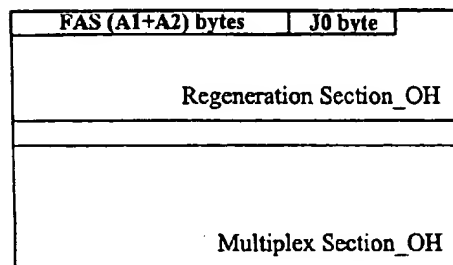 FAS (A1+A2) bytes J0 byte
Regeneration Section_OH
Multiplex Section_OH